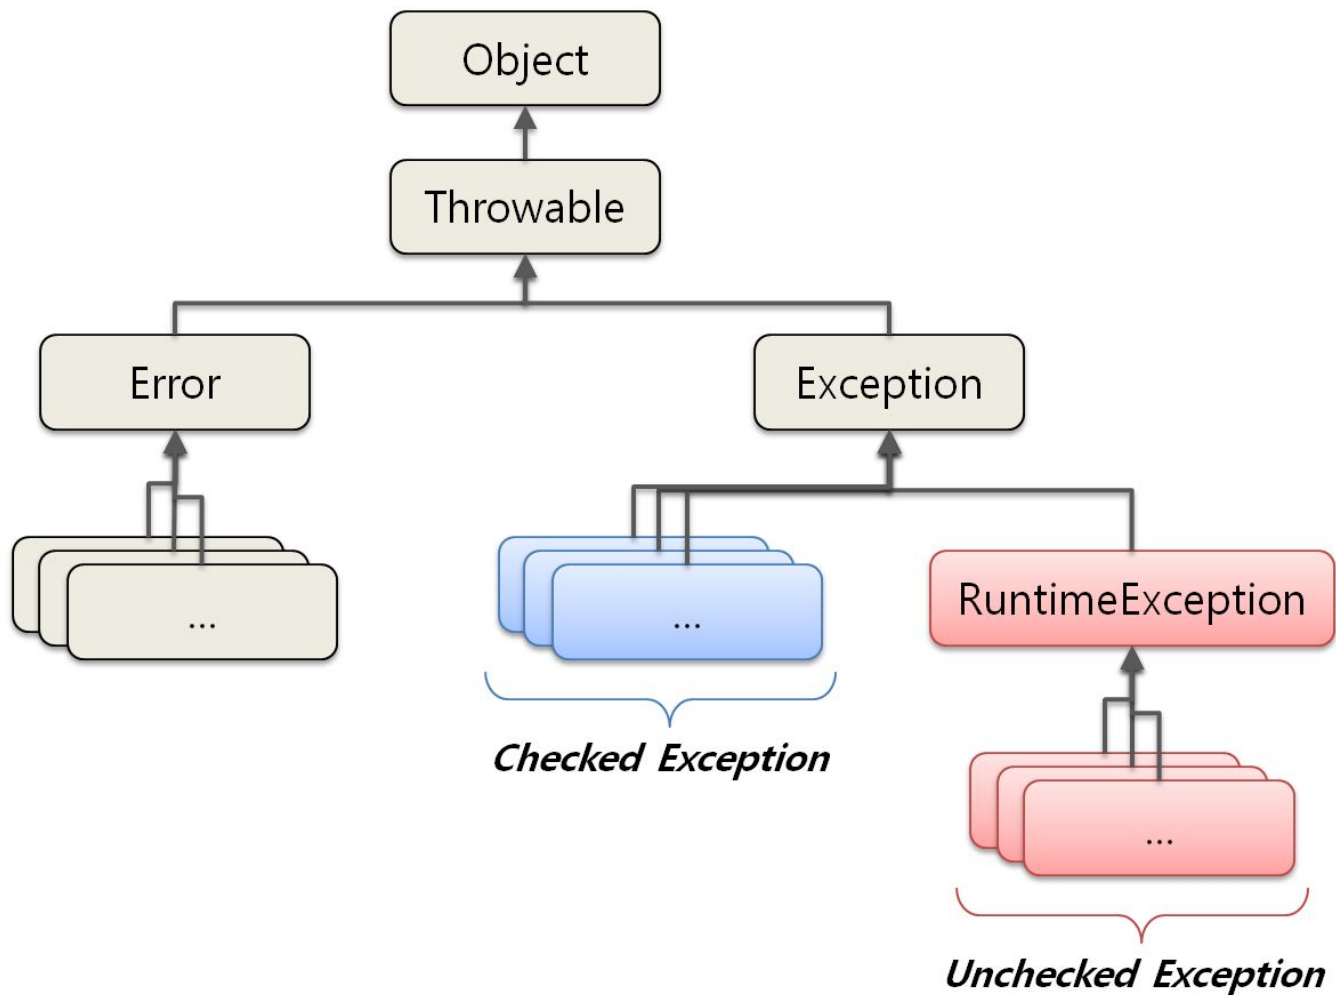 Object
Throwable
Error
Exception
...
...
RuntimeException
Checked Exception
...
Unchecked Exception